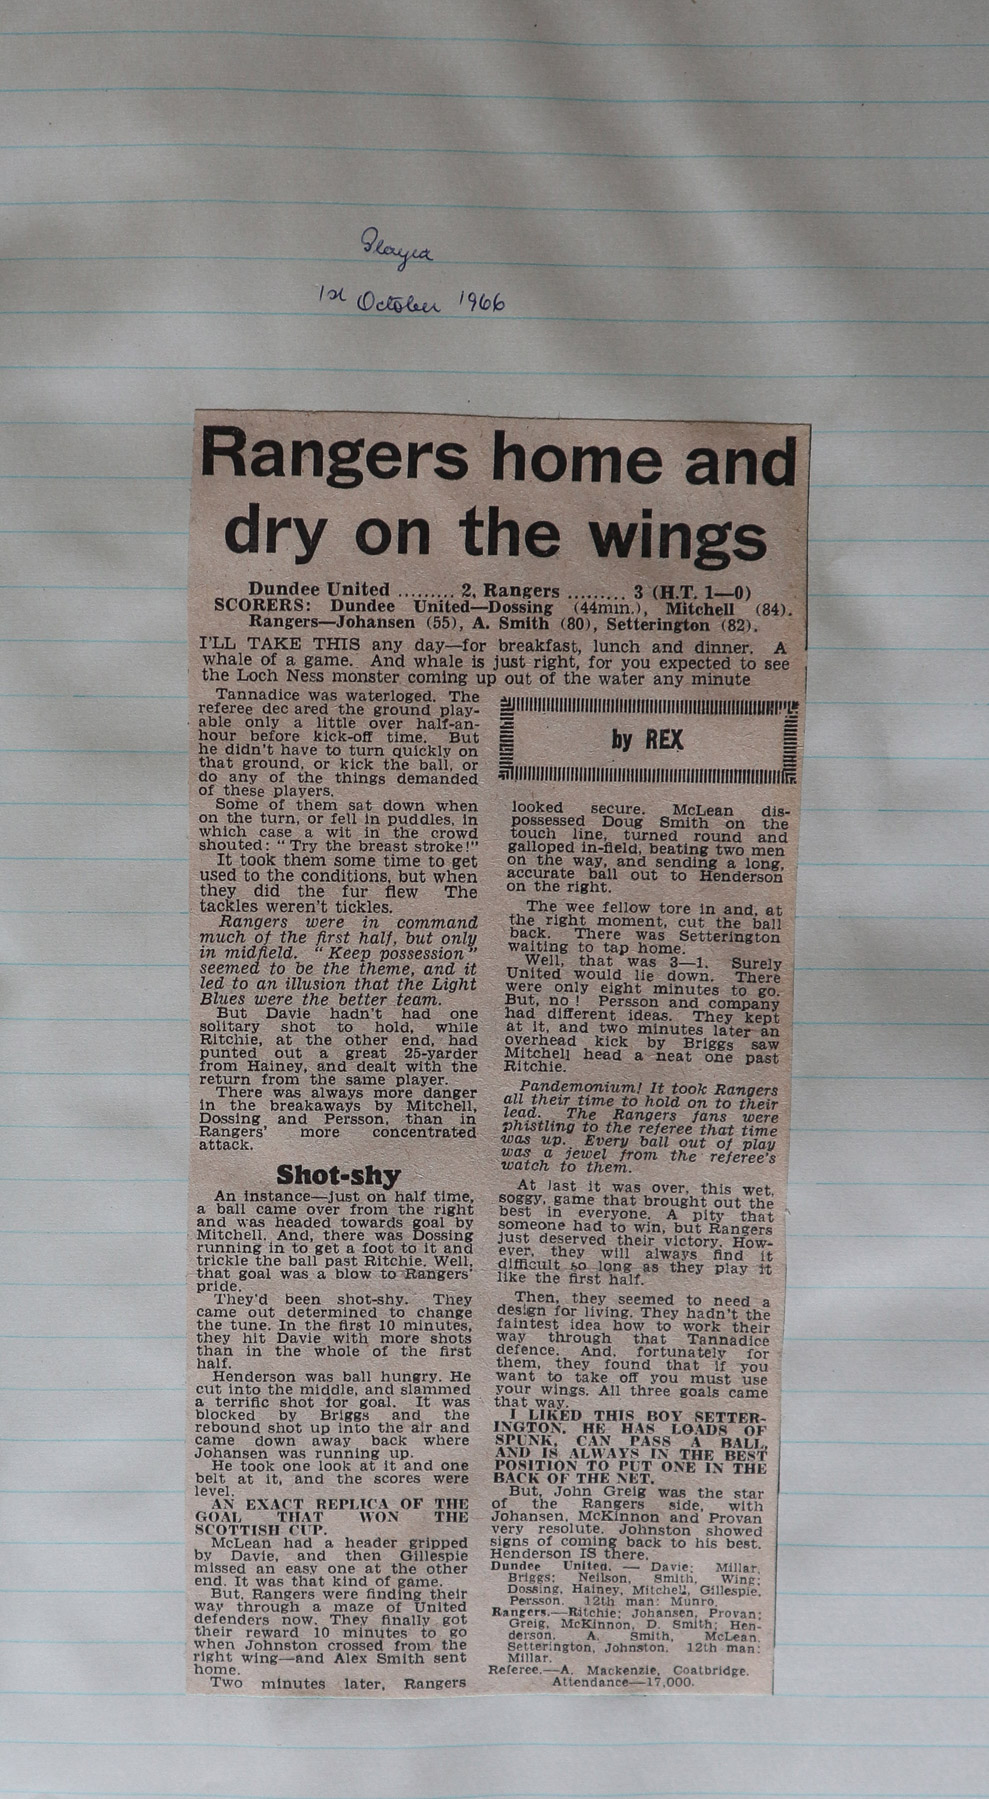 Played
1st October 1966
Rangers home and
dry on the wings
Dundee United ......... 2, Rangers ......... 3 (H.T. 1—0)
SCORERS: Dundee United—Dossing (44min.), Mitchell (84).
Rangers—Johansen (55), A. Smith (80), Setterington (82).
I'LL TAKE THIS any day—for breakfast, lunch and dinner. A
whale of a game. And whale is just right, for you expected to see
the Loch Ness monster coming up out of the water any minute
Tannadice was waterloged. The
referee dec ared the ground play-
able only a little over half-an-
hour before kick-off time. But
he didn't have to turn quickly on
that ground, or kick the ball, or
do any of the things demanded
of these players.
Some of them sat down when
on the turn, or fell in puddles, in
which case a wit in the crowd
shouted: "Try the breast stroke!"
It took them some time to get
used to the conditions, but when
they did the fur flew The
tackles weren't tickles.
Rangers were in command
much of the first half, but only
in midfield. "Keep possession"
seemed to be the theme, and it
led to an illusion that the Light
Blues were the better team.
But Davie hadn't had one
solitary shot to hold, while
Ritchie, at the other end, had
punted out a great 25-yarder
from Hainey, and dealt with the
return from the same player.
There was always more danger
in the breakaways by Mitchell,
Dossing and Persson, than in
Rangers' more concentrated
attack.
Shot-shy
An instance—just on half time,
a ball came over from the right
and was headed towards goal by
Mitchell. And, there was Dossing
running in to get a foot to it and
trickle the ball past Ritchie. Well,
that goal was a blow to Rangers'
pride.
They'd been shot-shy. They
came out determined to change
the tune. In the first 10 minutes,
they hit Davie with more shots
than in the whole of the first
half.
Henderson was ball hungry. He
cut into the middle, and slammed
a terrific shot for goal. It was
blocked by Briggs and the
rebound shot up into the air and
came down away back where
Johansen was running up.
He took one look at it and one
belt at it, and the scores were
level.
AN EXACT REPLICA OF THE
GOAL THAT WON THE
SCOTTISH CUP.
McLean had a header gripped
by Davie, and then Gillespie
missed an easy one at the other
end. It was that kind of game.
But, Rangers were finding their
way through a maze of United
defenders now. They finally got
their reward 10 minutes to go
when Johnston crossed from the
right wing—and Alex Smith sent
home.
Two minutes later, Rangers
by REX
looked secure. McLean dis-
possessed Doug Smith on the
touch line, turned round and
galloped in-field, beating two men
on the way, and sending a long,
accurate ball out to Henderson
on the right.
The wee fellow tore in and, at
the right moment, cut the ball
back. There was Setterington
waiting to tap home.
Well, that was 3—1. Surely
United would lie down. There
were only eight minutes to go.
But, no! Persson and company
had different ideas. They kept
at it, and two minutes later an
overhead kick by Briggs saw
Mitchell head a neat one past
Ritchie.
Pandemonium! It took Rangers
all their time to hold on to their
lead. The Rangers fans were
phistling to the referee that time
was up. Every ball out of play
was a jewel from the referee's
watch to them.
At last it was over, this wet,
soggy, game that brought out the
best in everyone. A pity that
someone had to win, but Rangers
just deserved their victory. How-
ever, they will always find it
difficult so long as they play it
like the first half.
Then, they seemed to need a
design for living. They hadn't the
faintest idea how to work their
way through that Tannadice
defence. And, fortunately for
them, they found that if you
want to take off you must use
your wings. All three goals came
that way.
I LIKED THIS BOY SETTER-
INGTON. HE HAS LOADS OF
SPUNK, CAN PASS A BALL,
AND IS ALWAYS IN THE BEST
POSITION TO PUT ONE IN THE
BACK OF THE NET.
But, John Greig was the star
of the Rangers side, with
Johansen, McKinnon and Provan
very resolute. Johnston showed
signs of coming back to his best.
Henderson IS there.
Dundee United. — Davie; Millar,
Briggs; Neilson, Smith, Wing;
Dossing, Hainey, Mitchell, Gillespie,
Persson. 12th man: Munro.
Rangers.—Ritchie; Johansen, Provan;
Greig, McKinnon, D. Smith; Hen-
derson, A. Smith, McLean,
Setterington, Johnston. 12th man:
Millar.
Referee.—A. Mackenzie, Coatbridge.
Attendance—17,000.